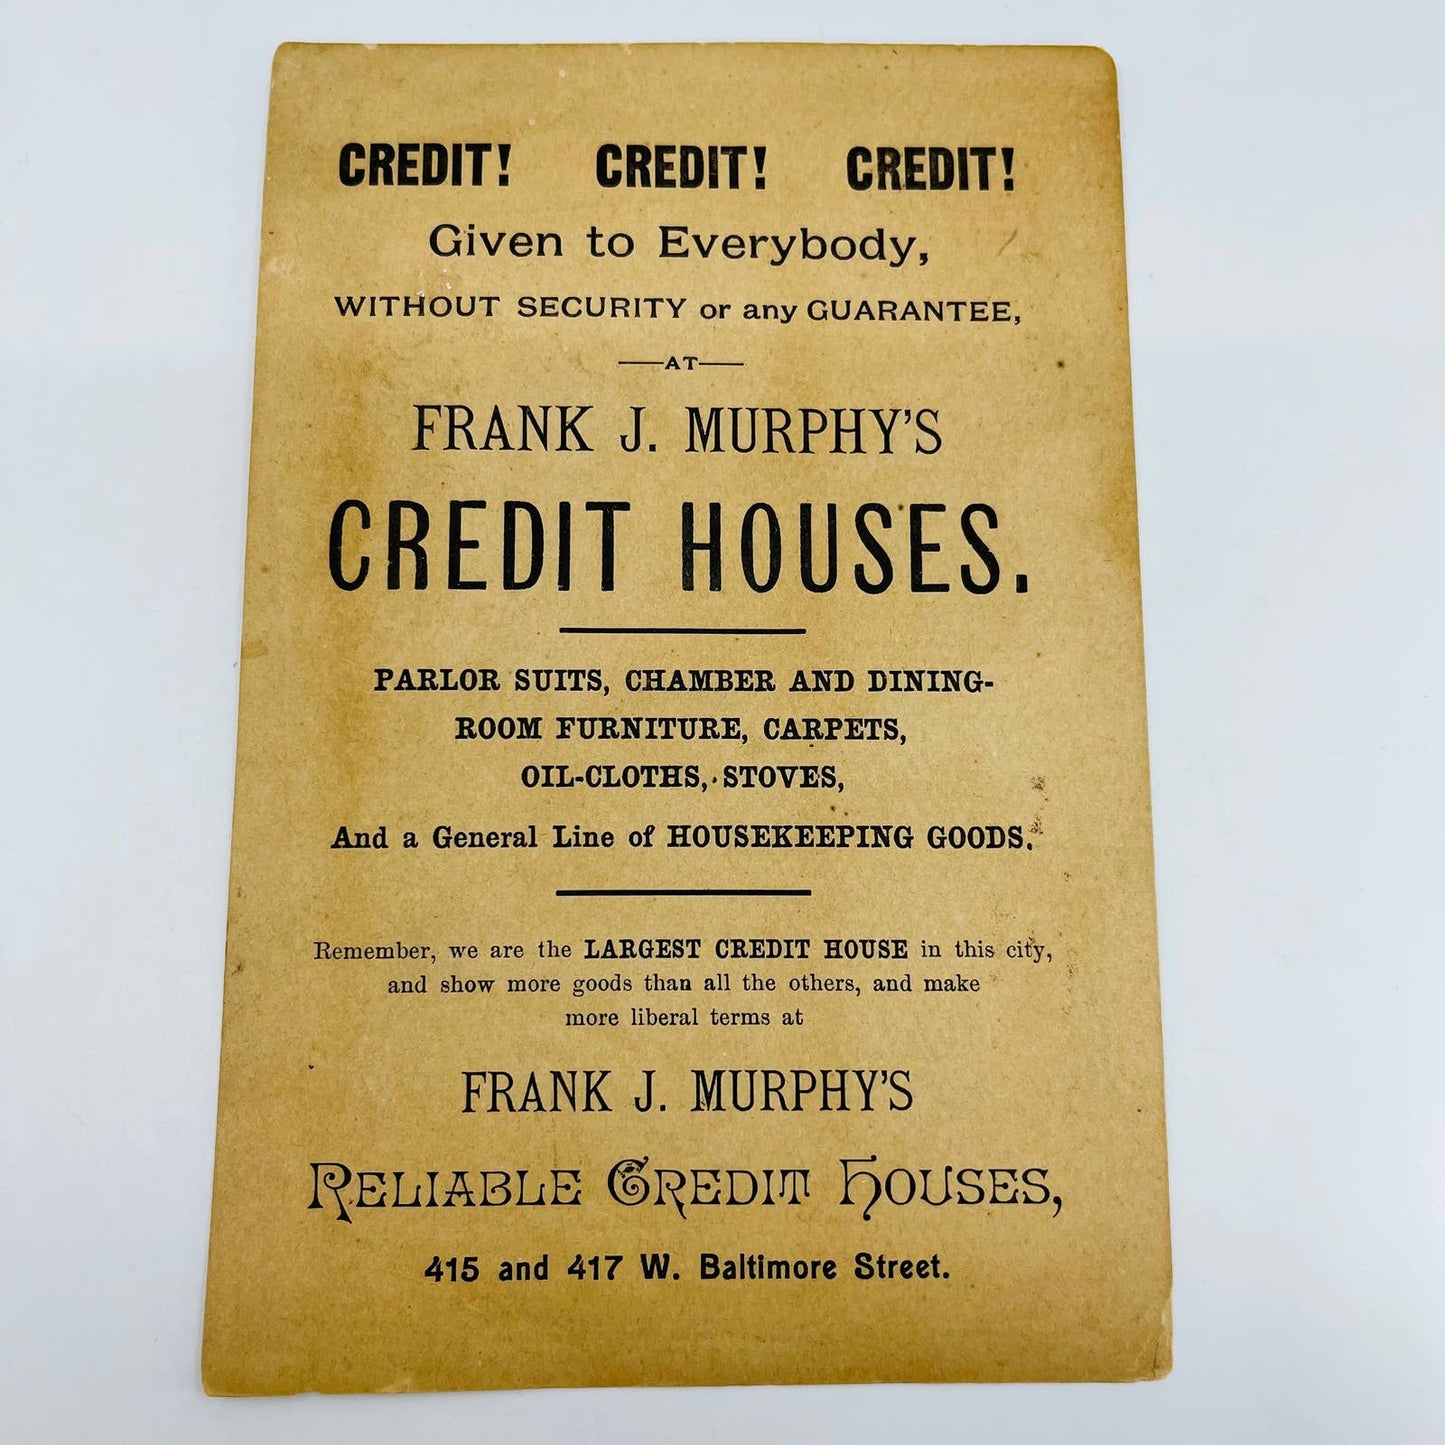 CREDIT! CREDIT! CREDIT!
Given to Everybody,
WITHOUT SECURITY or any GUARANTEE,
—AT—
FRANK J. MURPHY'S
CREDIT HOUSES.
PARLOR SUITS, CHAMBER AND DINING-
ROOM FURNITURE, CARPETS,
OIL-CLOTHS, STOVES,
And a General Line of HOUSEKEEPING GOODS.
Remember, we are the LARGEST CREDIT HOUSE in this city,
and show more goods than all the others, and make
more liberal terms at
FRANK J. MURPHY'S
RELIABLE CREDIT HOUSES,
415 and 417 W. Baltimore Street.